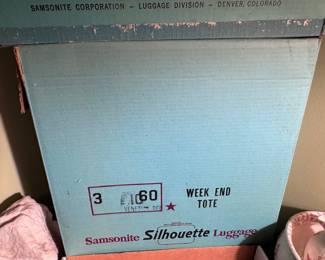 SAMSONITE CORPORATION – LUGGAGE DIVISION – DENVER, COLORADO
3 60 WEEK END
TOTE
Samsonite Silhouette Luggage